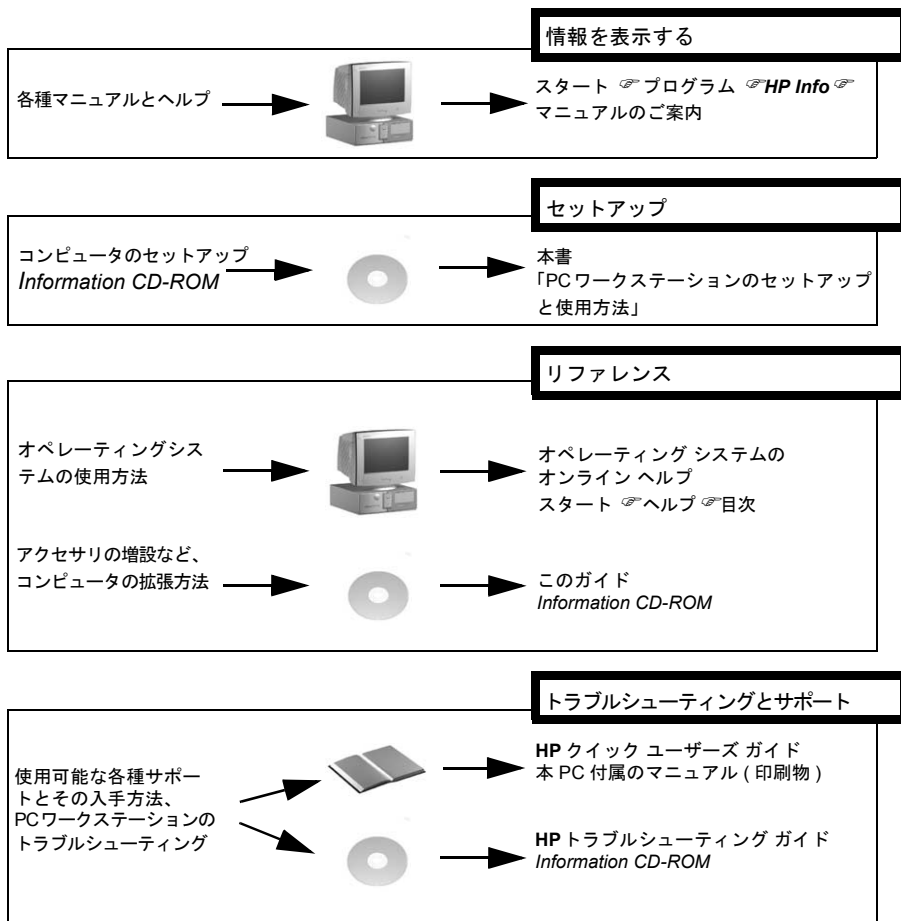 情報を表示する
各種マニュアルとヘルプ
スタート ☞ プログラム ☞HP Info ☞
マニュアルのご案内
セットアップ
コンピュータのセットアップ
Information CD-ROM
本書
「PCワークステーションのセットアップ
と使用方法」
リファレンス
オペレーティングシス
テムの使用方法
オペレーティング システムの
オンライン ヘルプ
スタート ☞ヘルプ ☞目次
アクセサリの増設など、
コンピュータの拡張方法
このガイド
Information CD-ROM
トラブルシューティングとサポート
使用可能な各種サポー
トとその入手方法、
PCワークステーションの
トラブルシューティング
HP クイック ユーザーズ ガイド
本 PC 付属のマニュアル ( 印刷物 )
HP トラブルシューティング ガイド
Information CD-ROM